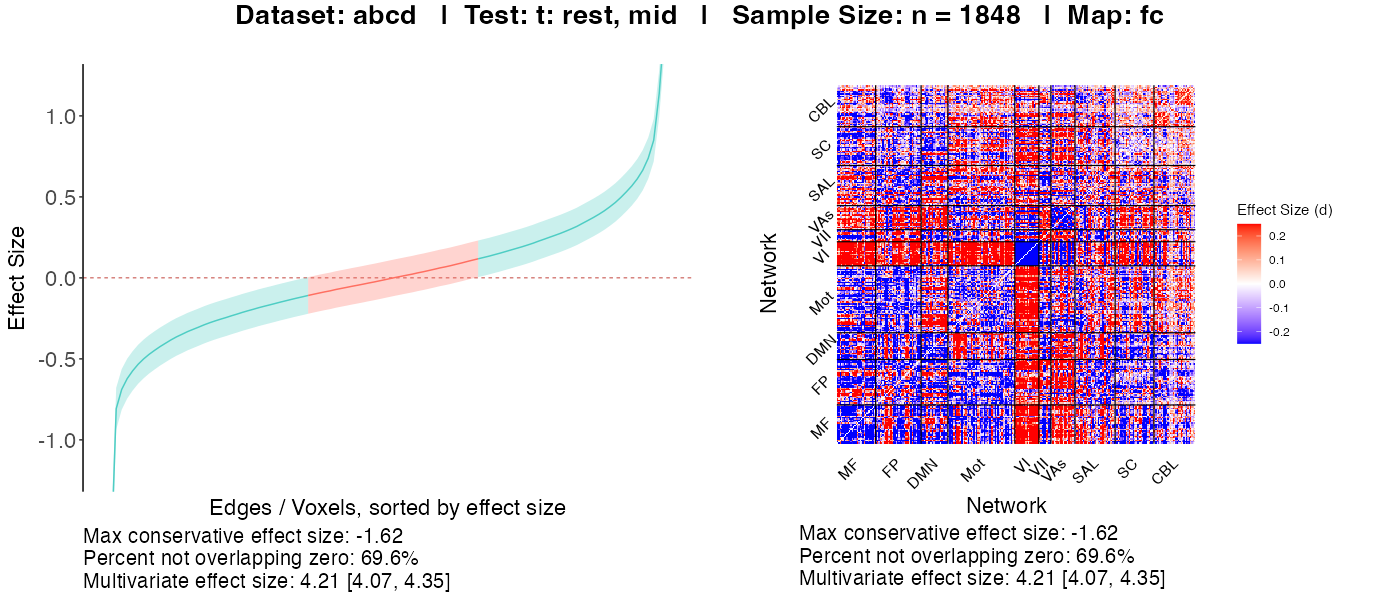 Dataset: abcd | Test: t: rest, mid | Sample Size: n = 1848 | Map: fc
Effect Size
1.0
0.5
0.0
-0.5
-1.0
Edges / Voxels, sorted by effect size
Max conservative effect size: -1.62
Percent not overlapping zero: 69.6%
Multivariate effect size: 4.21 [4.07, 4.35]
Network
CBL
SC
SAL
VAs
VII
VI
Mot
DMN
FP
MF
MF FP DMN Mot VI VII VAs SAL SC CBL
Network
Max conservative effect size: -1.62
Percent not overlapping zero: 69.6%
Multivariate effect size: 4.21 [4.07, 4.35]
Effect Size (d)
0.2
0.1
0.0
-0.1
-0.2